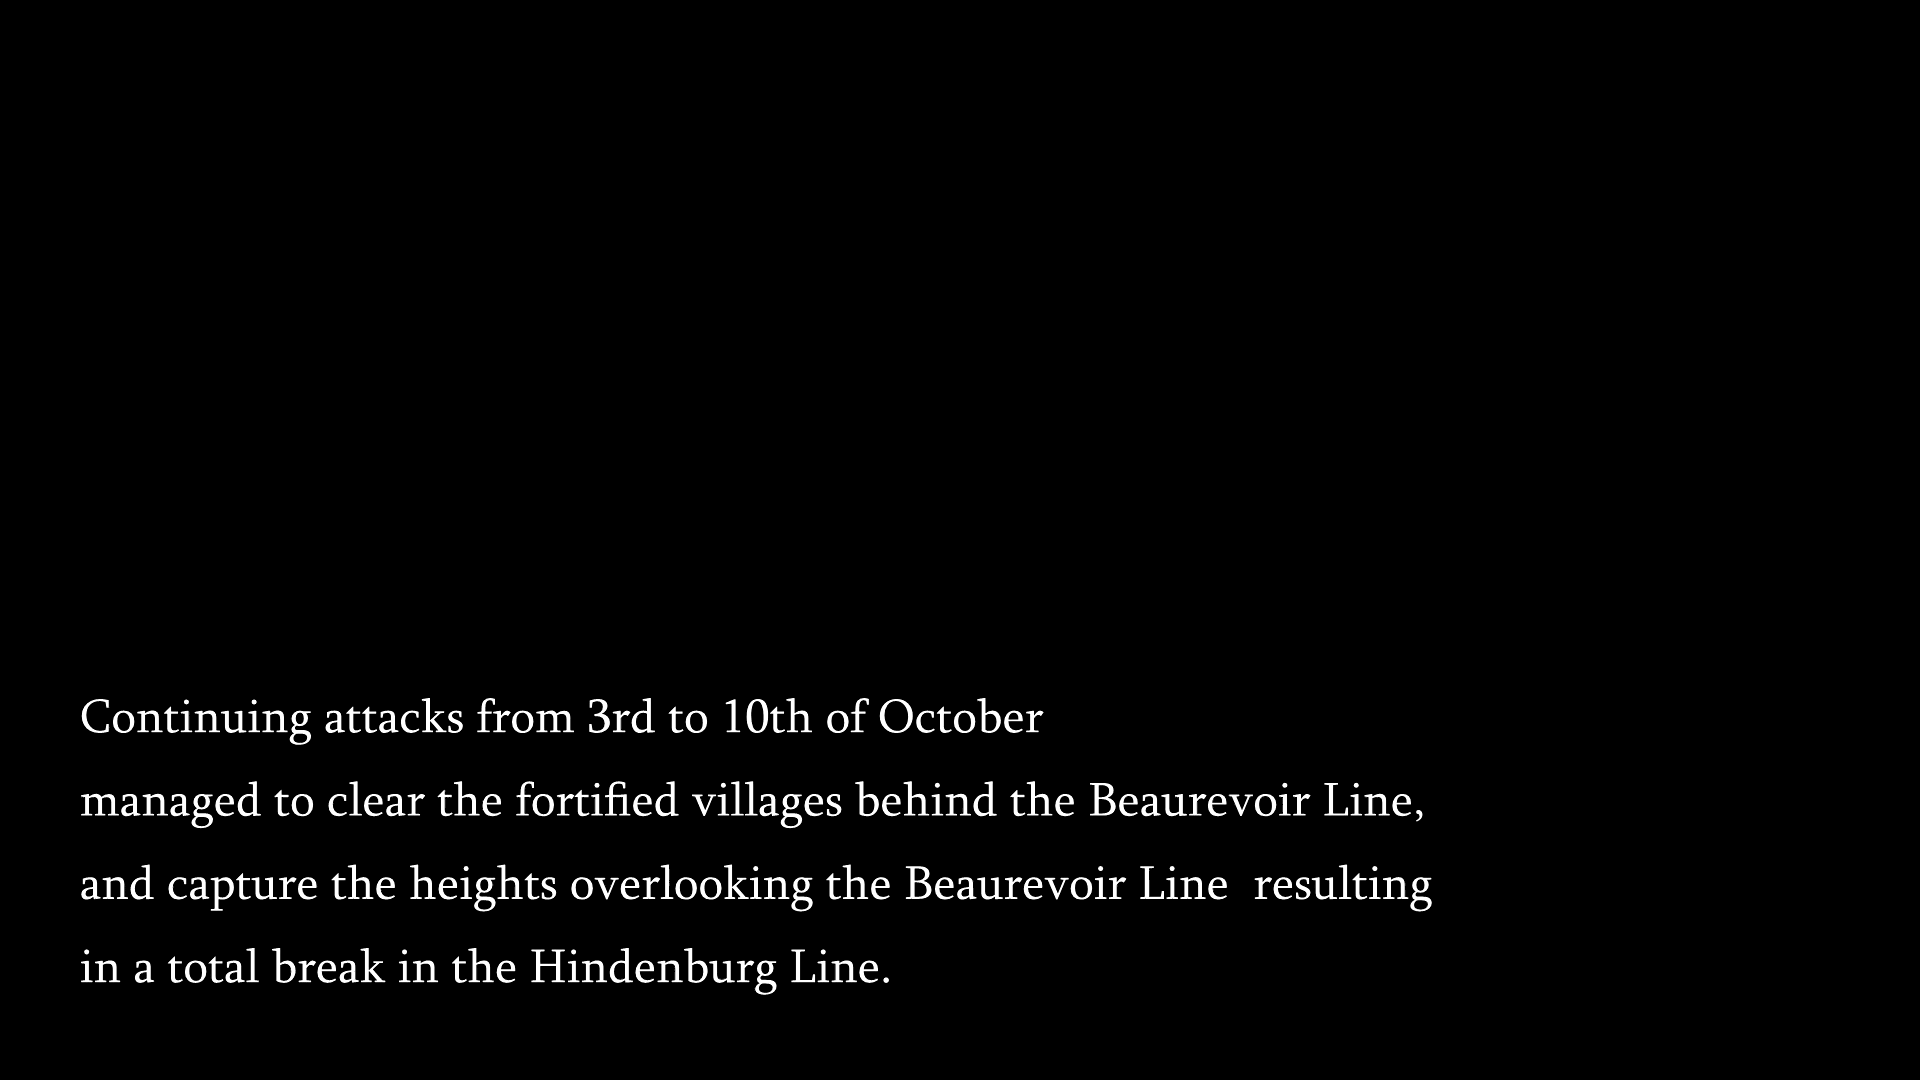 Continuing attacks from 3rd to 10th of October
managed to clear the fortified villages behind the Beaurevoir Line,
and capture the heights overlooking the Beaurevoir Line  resulting
in a total break in the Hindenburg Line.